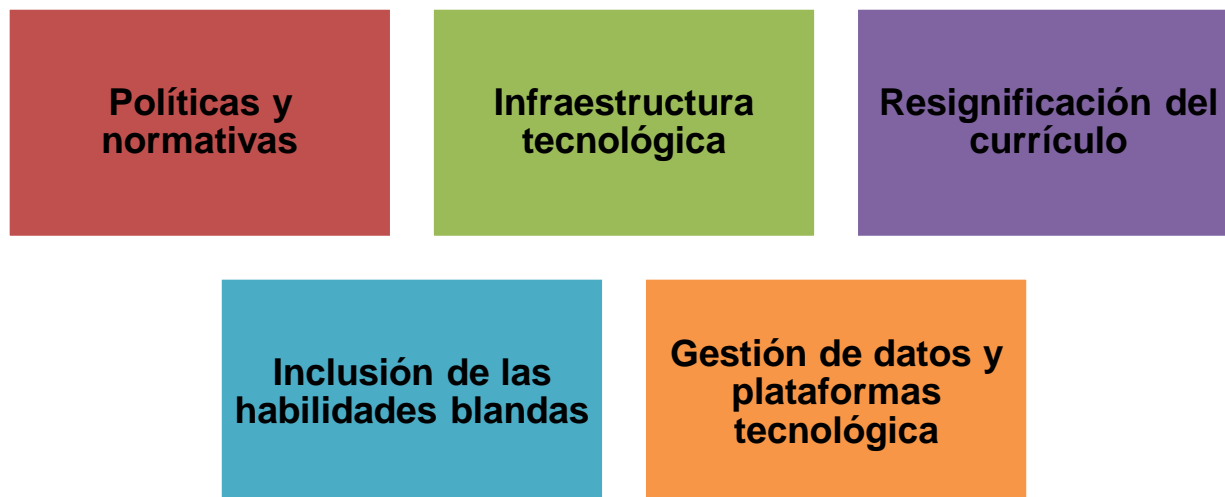 Políticas y
normativas
Infraestructura
tecnológica
Resignificación del
currículo
Inclusión de las
habilidades blandas
Gestión de datos y
plataformas
tecnológica